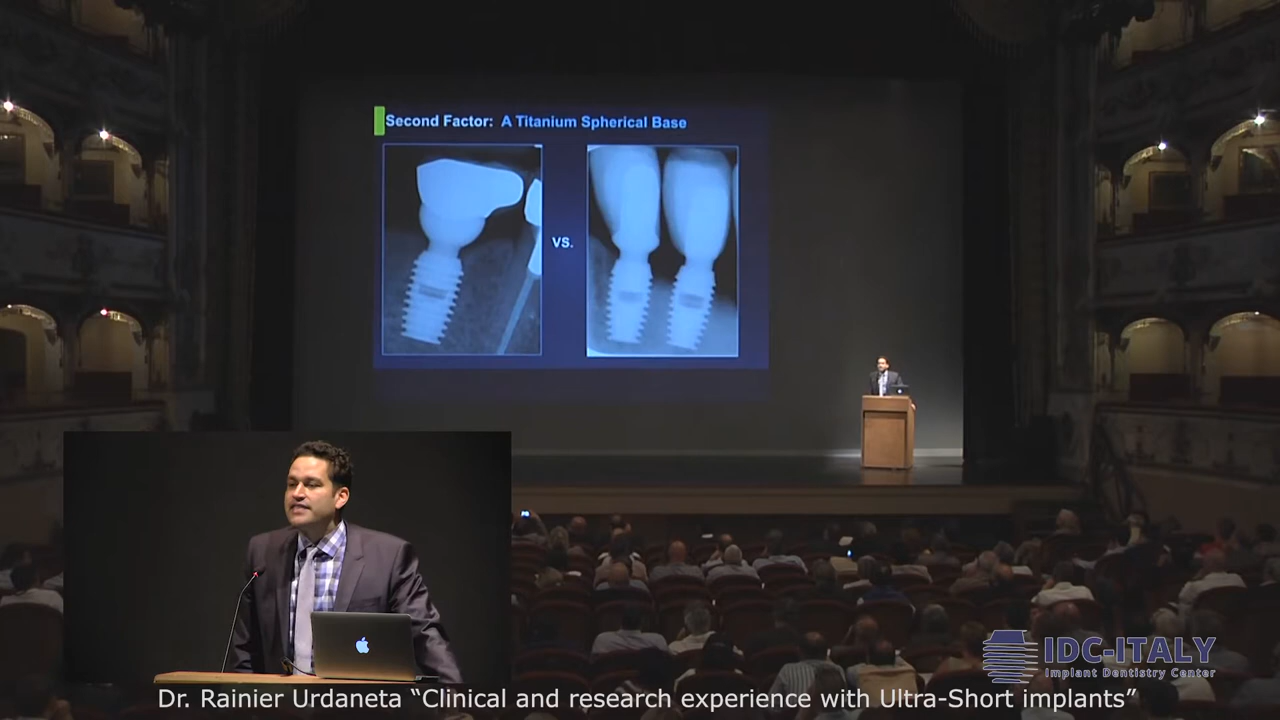 Second Factor: A Titanium Spherical Base
VS.
IDC-ITALY
Implant Dentistry Center
Dr. Rainier Urdaneta “Clinical and research experience with Ultra-Short implants”